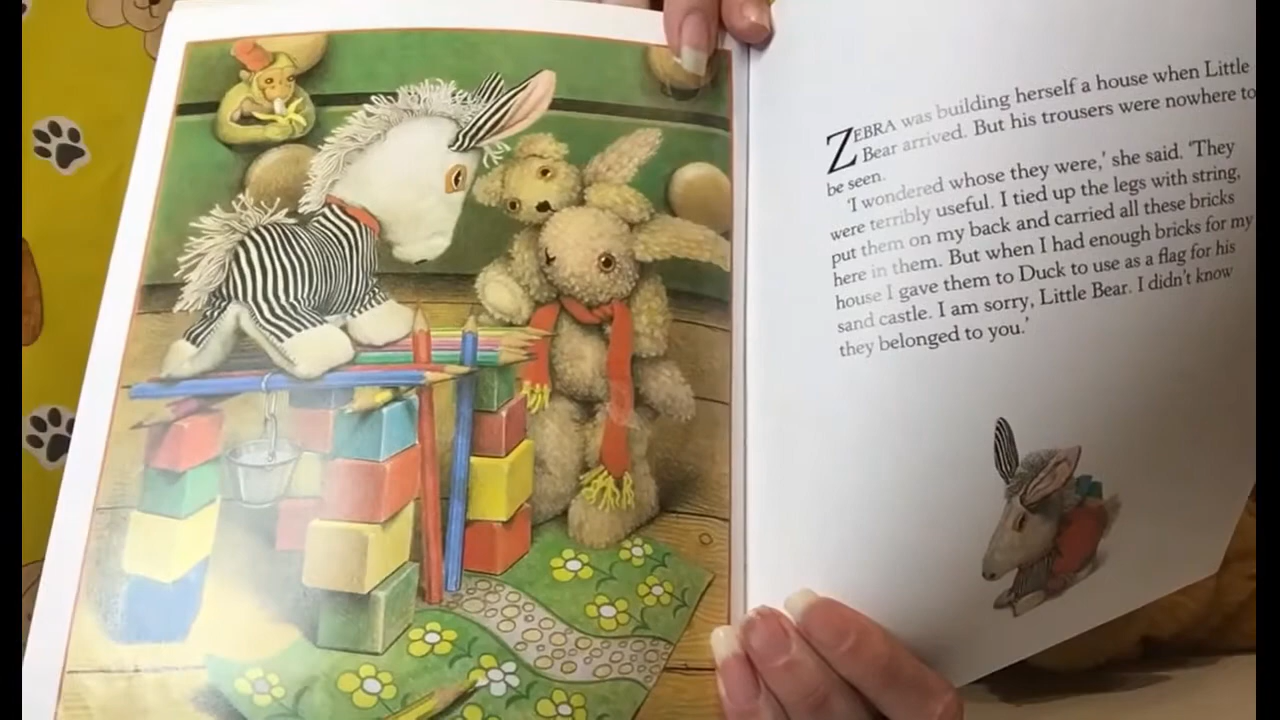 ZEBRA was building herself a house when Little
Bear arrived. But his trousers were nowhere to
be seen.
'I wondered whose they were,' she said. 'They
were terribly useful. I tied up the legs with string,
put them on my back and carried all these bricks
here in them. But when I had enough bricks for my
house I gave them to Duck to use as a flag for his
sand castle. I am sorry, Little Bear. I didn't know
they belonged to you.'